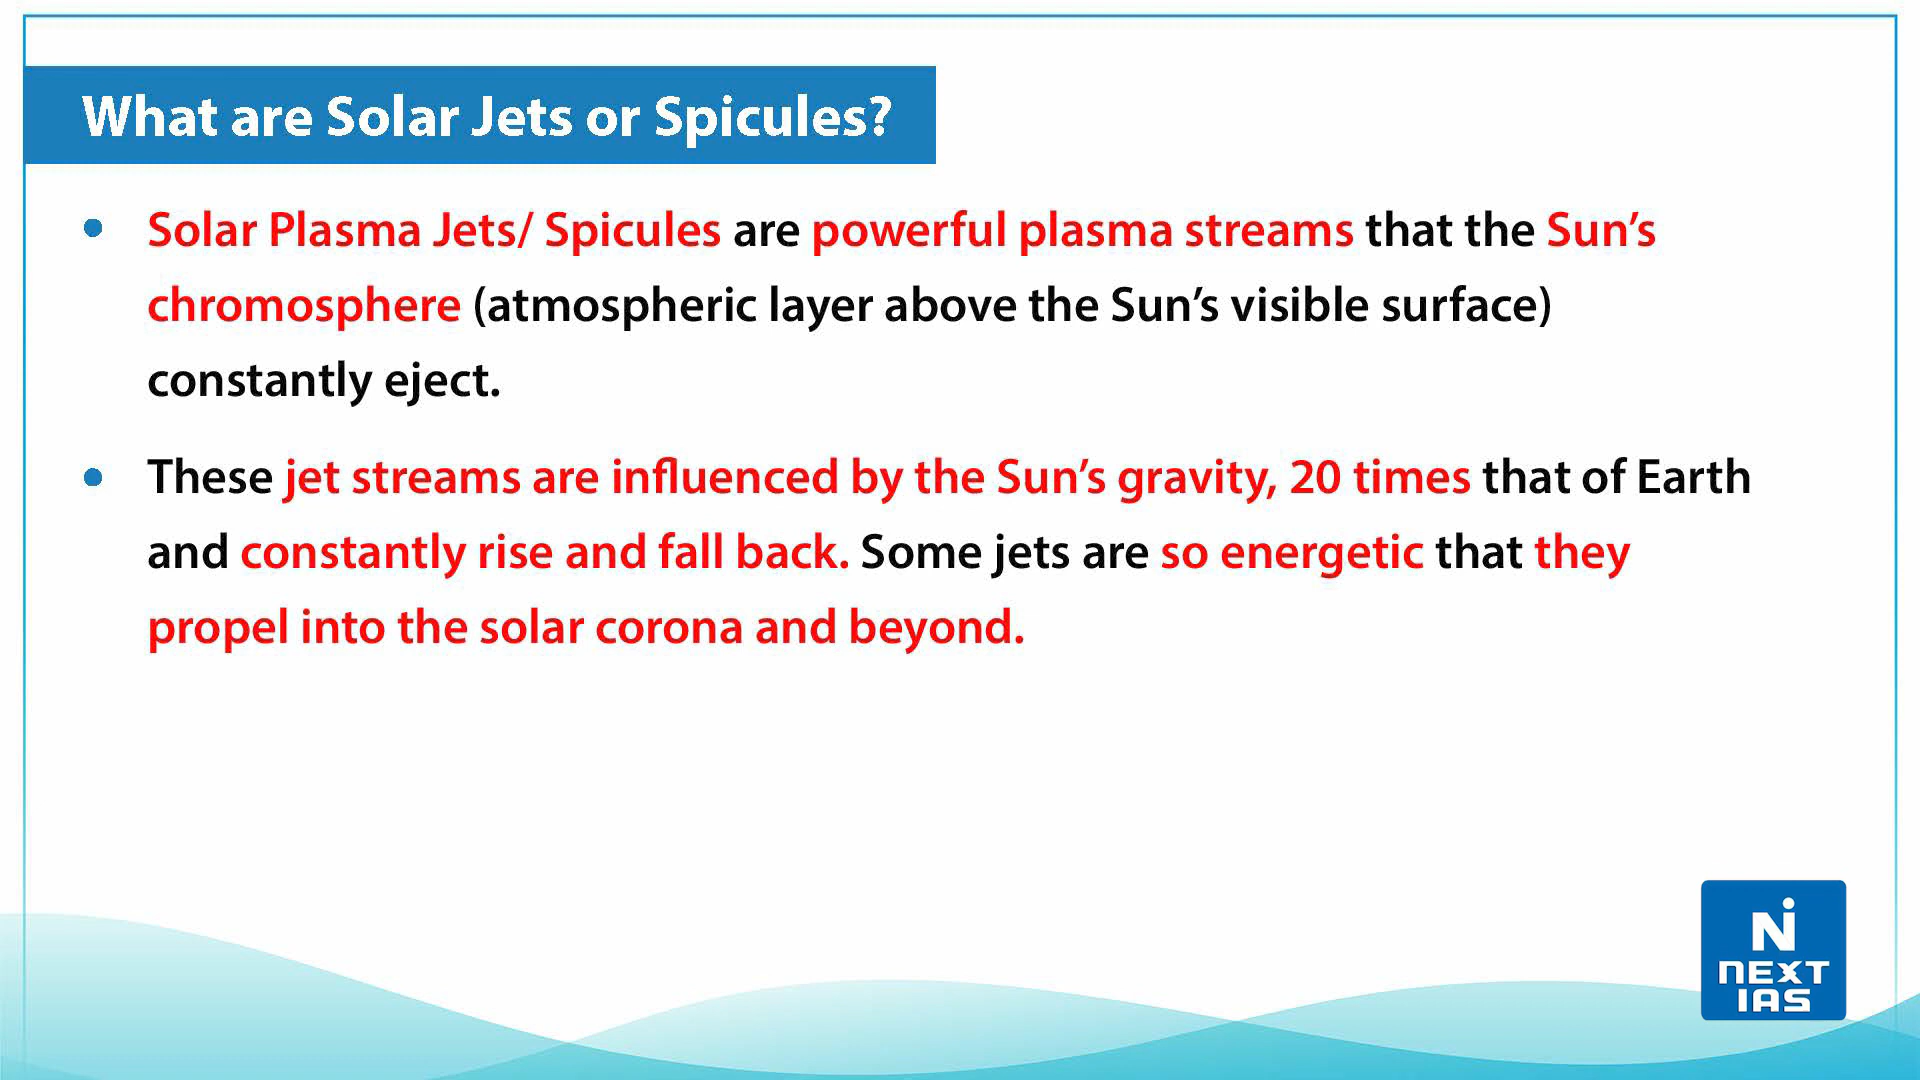 What are Solar Jets or Spicules?
• Solar Plasma Jets/ Spicules are powerful plasma streams that the Sun’s
chromosphere (atmospheric layer above the Sun’s visible surface)
constantly eject.
• These jet streams are influenced by the Sun’s gravity, 20 times that of Earth
and constantly rise and fall back. Some jets are so energetic that they
propel into the solar corona and beyond.
N
NEXT
IAS